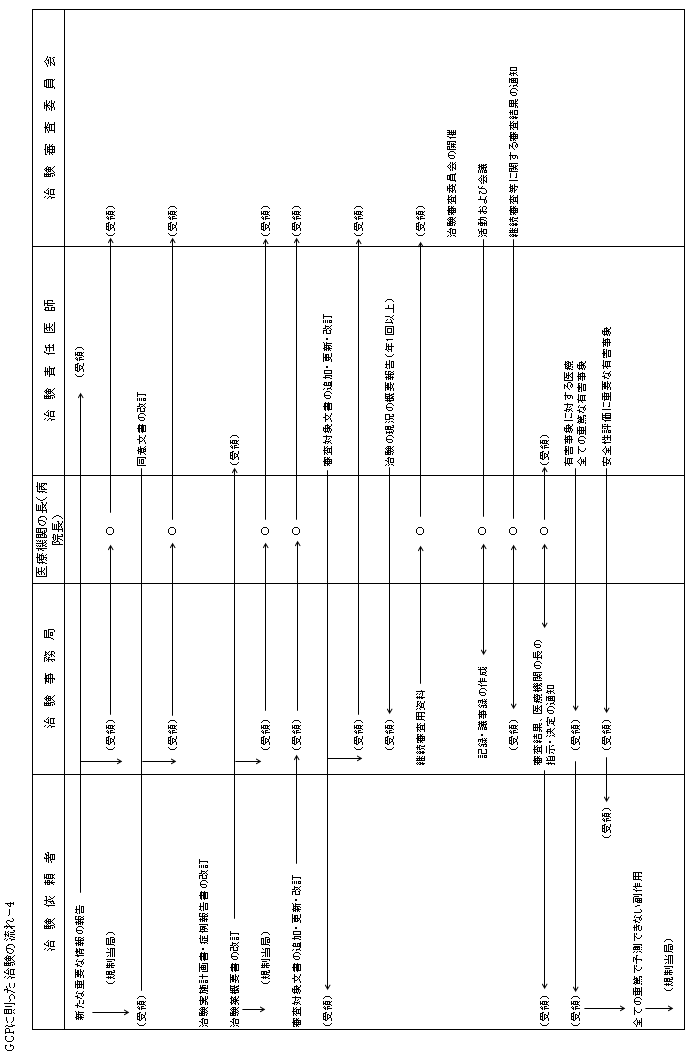 GCPに則った治験の流れ－4
治験依頼者
治験事務局
医療機関の長(病
院長)
治験責任医師
治験審査委員会
新たな重要な情報の報告
(受領)
(規制当局)
(受領)
(受領)
(受領)
同意文書の改訂
(受領)
(受領)
治験実施計画書・症例報告書の改訂
治験薬概要書の改訂
(受領)
(規制当局)
(受領)
(受領)
審査対象文書の追加・更新・改訂
(受領)
(受領)
(受領)
審査対象文書の追加・更新・改訂
(受領)
(受領)
(受領)
治験の現況の概要報告(年1回以上)
継続審査用資料
(受領)
治験審査委員会の開催
記録・議事録の作成
活動および会議
(受領)
継続審査等に関する審査結果の通知
(受領)
審査結果、医療機関の長の
指示・決定の通知
(受領)
(受領)
(受領)
有害事象に対する医療
全ての重篤な有害事象
(受領)
(受領)
安全性評価に重要な有害事象
全ての重篤で予測できない副作用
(規制当局)